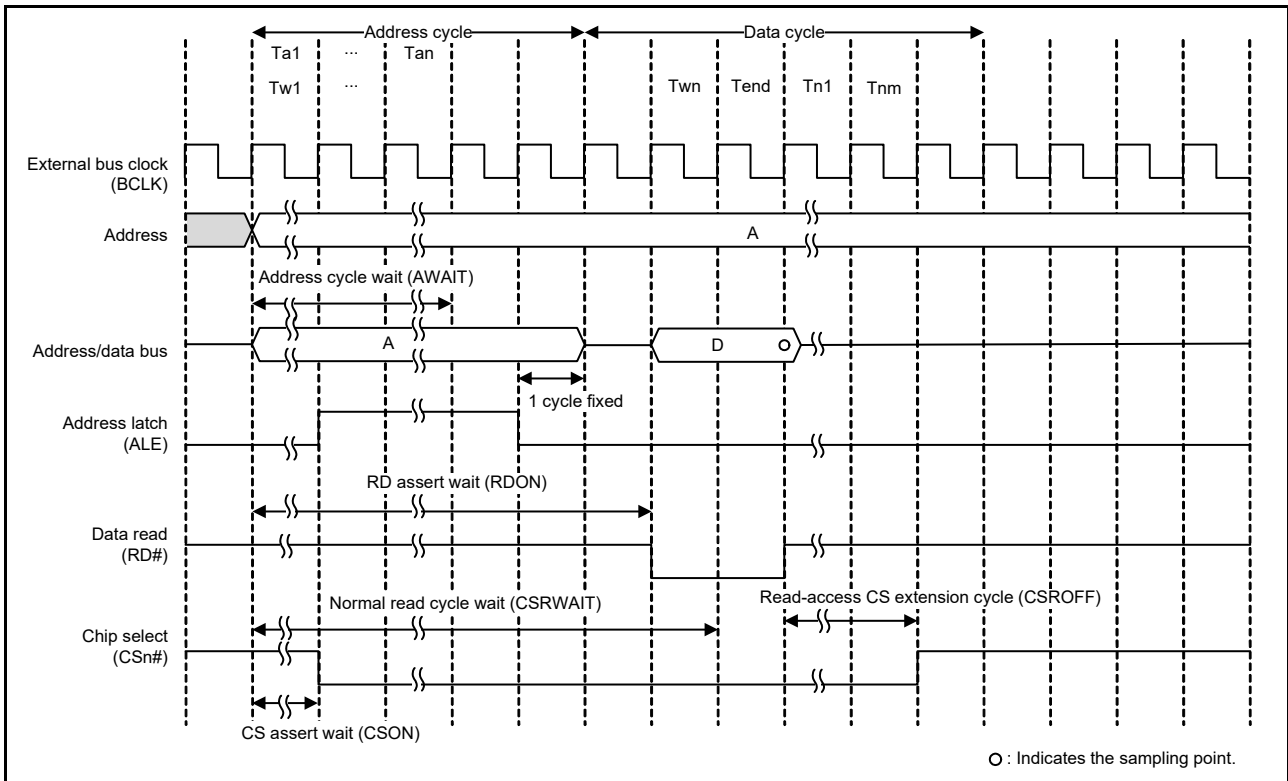 Address cycle Data cycle
Ta1 ... Tan
Tw1 ... Twn Tend Tn1 Tnm
External bus clock
(BCLK)
Address
A
Address cycle wait (AWAIT)
Address/data bus
A D
1 cycle fixed
Address latch
(ALE)
RD assert wait (RDON)
Data read
(RD#)
Normal read cycle wait (CSRWAIT)
Read-access CS extension cycle (CSROFF)
Chip select
(CSn#)
CS assert wait (CSON)
: Indicates the sampling point.